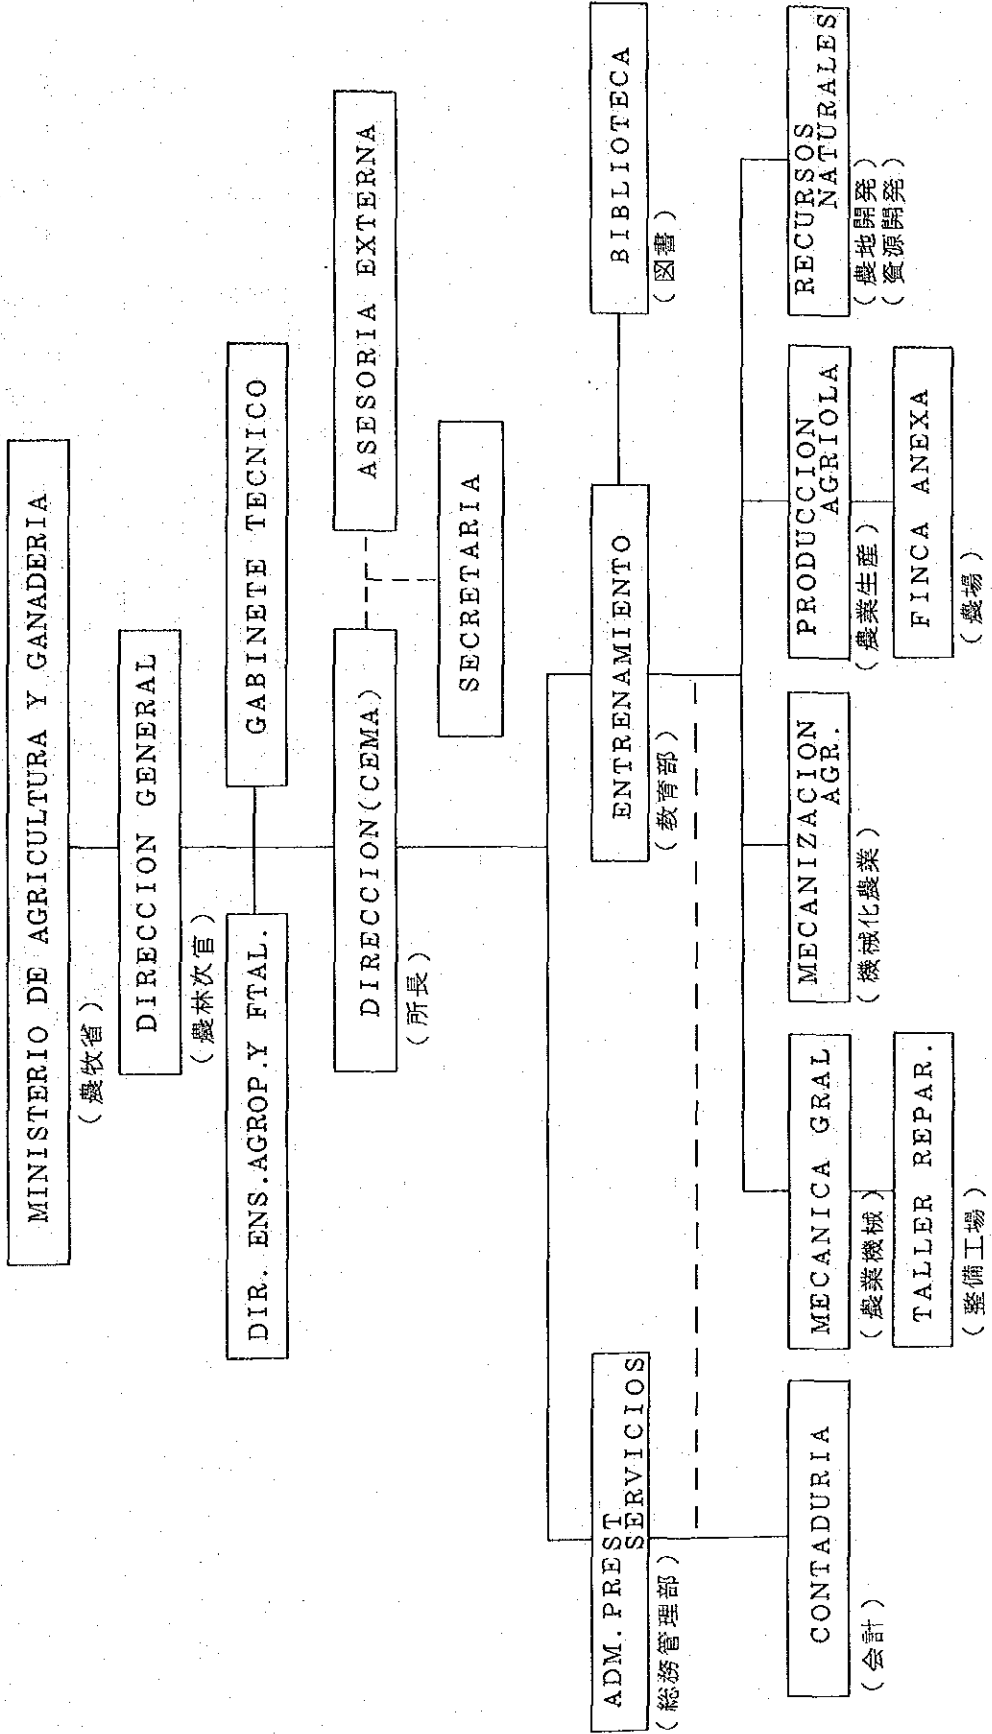 MINISTERIO DE AGRICULTURA Y GANADERIA
(農牧省)
DIRECCION GENERAL
(農林次官)
DIR. ENS.AGROP.Y FTAL.
GABINETE TECNICO
DIRECCION(CEMA)
(所長)
ASESORIA EXTERNA
SECRETARIA
ADM.PREST
SERVICIOS
(総務管理部)
ENTRENAMIENTO
(教育部)
BIBLIOTECA
(図書)
CONTADURIA
(会計)
MECANICA GRAL
(農業機械)
TALLER REPAR.
(整備工場)
MECANIZACION
AGR.
(機械化農業)
PRODUCCION
AGRIOLA
(農業生産)
FINCA ANEXA
(農場)
RECURSOS
NATURALES
(農地開発)
(資源開発)